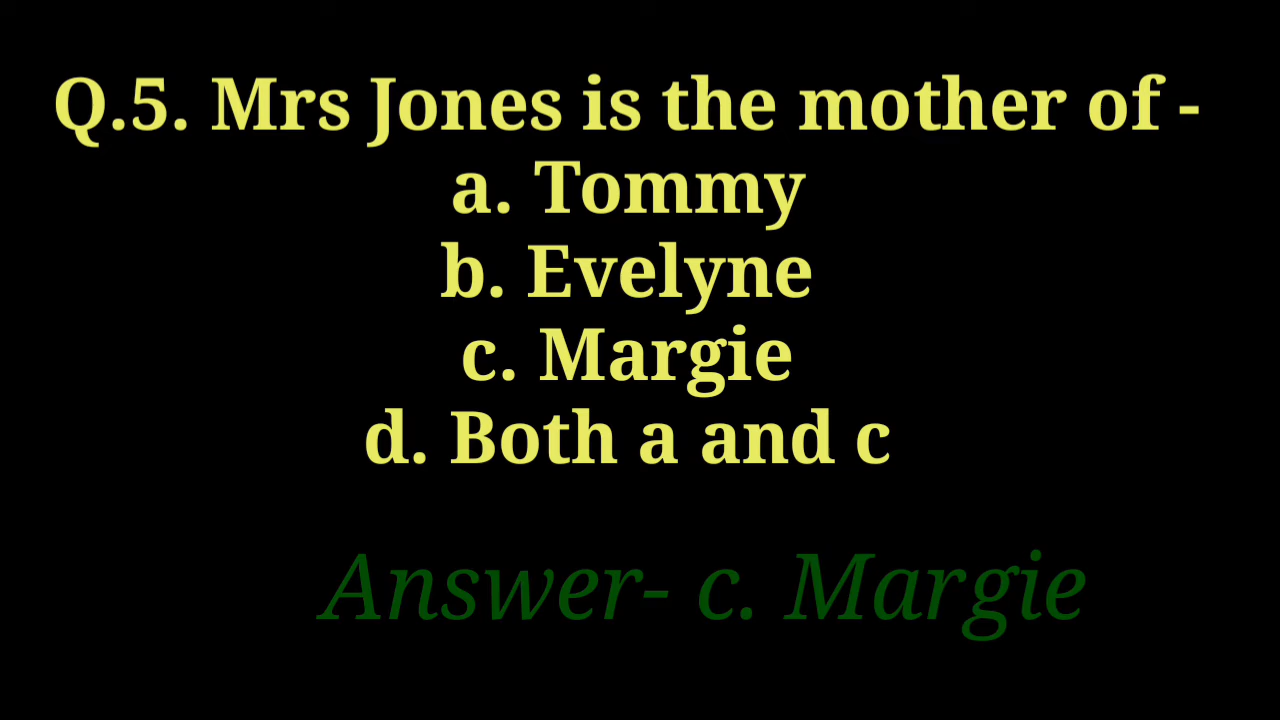 Q.5. Mrs Jones is the mother of -
a. Tommy
b. Evelyne
c. Margie
d. Both a and c
Answer- c. Margie